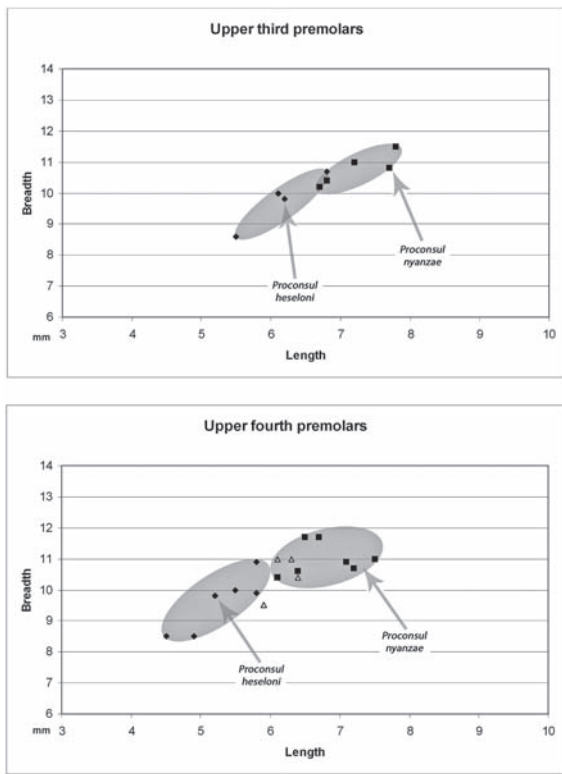 Upper third premolars
14
13
12
11
10
9
8
7
6
Breadth
mm
3 4 5 6 7 8 9 10
Length
Proconsul
heseloni
Proconsul
nyanzae
Upper fourth premolars
14
13
12
11
10
9
8
7
6
Breadth
mm
3 4 5 6 7 8 9 10
Length
Proconsul
heseloni
Proconsul
nyanzae